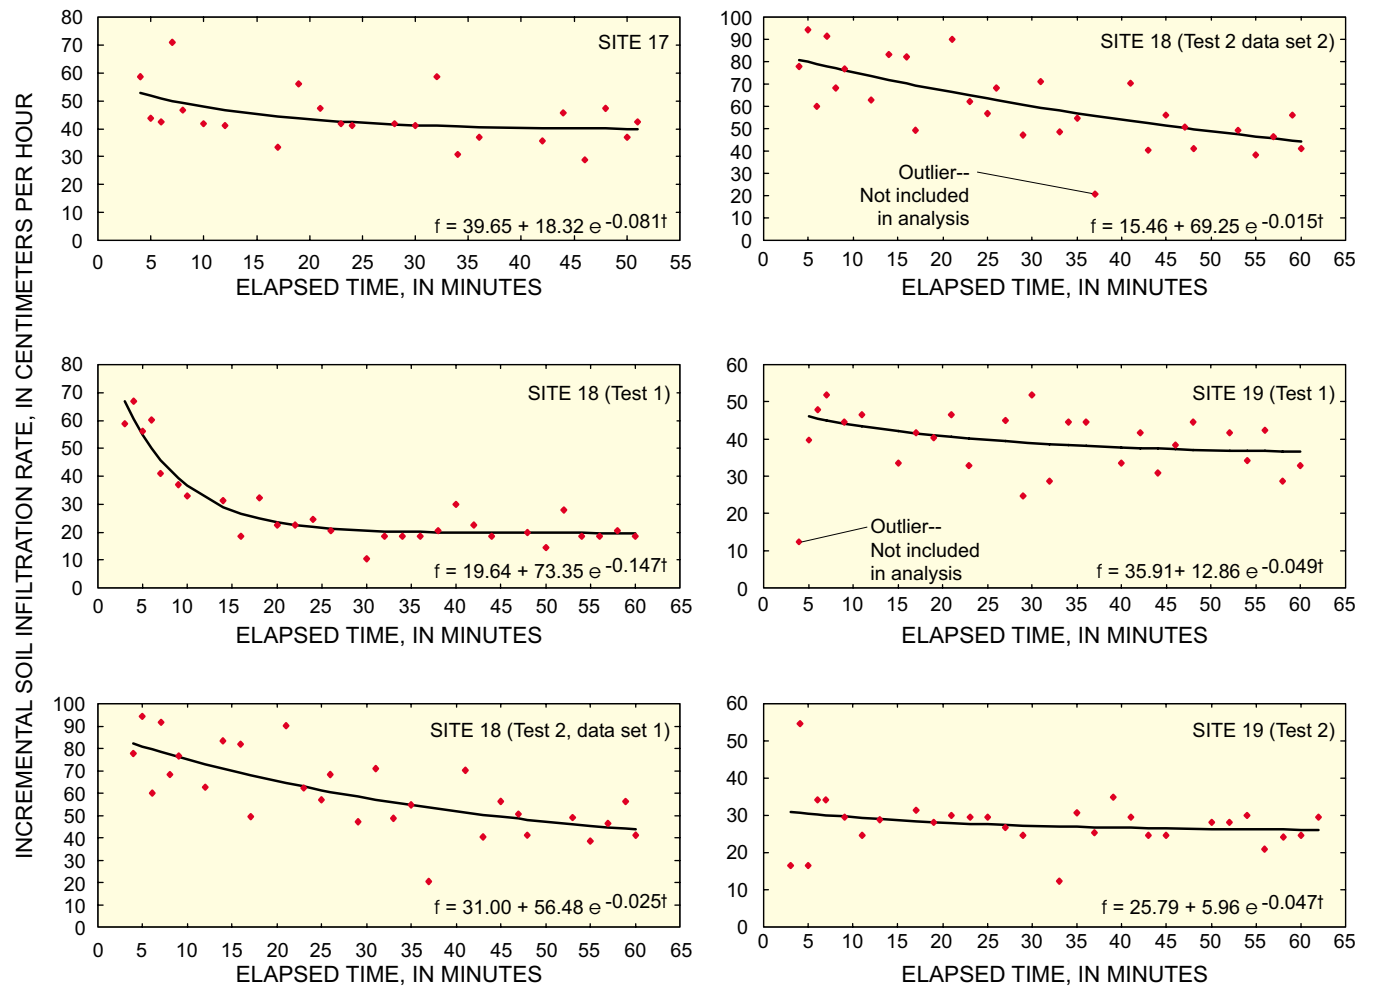 INCREMENTAL SOIL INFILTRATION RATE, IN CENTIMETERS PER HOUR
80
70
60
50
40
30
20
10
0
SITE 17
f = 39.65 + 18.32 e -0.081t
0 5 10 15 20 25 30 35 40 45 50 55
ELAPSED TIME, IN MINUTES
100
90
80
70
60
50
40
30
20
10
0
SITE 18 (Test 2 data set 2)
Outlier--
Not included
in analysis
f = 15.46 + 69.25 e -0.015t
0 5 10 15 20 25 30 35 40 45 50 55 60 65
ELAPSED TIME, IN MINUTES
80
70
60
50
40
30
20
10
0
SITE 18 (Test 1)
f = 19.64 + 73.35 e -0.147t
0 5 10 15 20 25 30 35 40 45 50 55 60 65
ELAPSED TIME, IN MINUTES
60
50
40
30
20
10
0
SITE 19 (Test 1)
Outlier--
Not included
in analysis
f = 35.91+ 12.86 e -0.049t
0 5 10 15 20 25 30 35 40 45 50 55 60 65
ELAPSED TIME, IN MINUTES
100
90
80
70
60
50
40
30
20
10
0
SITE 18 (Test 2, data set 1)
f = 31.00 + 56.48 e -0.025t
0 5 10 15 20 25 30 35 40 45 50 55 60 65
ELAPSED TIME, IN MINUTES
60
50
40
30
20
10
0
SITE 19 (Test 2)
f = 25.79 + 5.96 e -0.047t
0 5 10 15 20 25 30 35 40 45 50 55 60 65
ELAPSED TIME, IN MINUTES